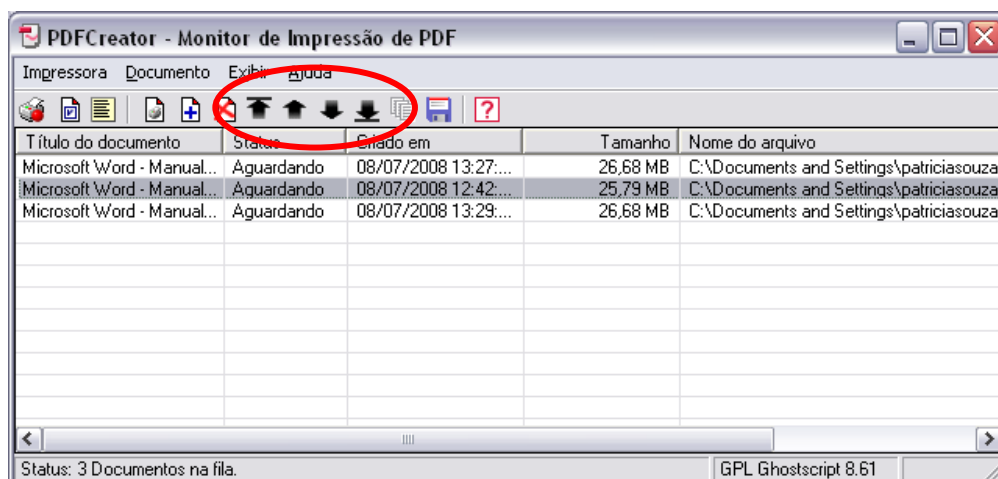 PDFCreator - Monitor de Impressão de PDF
Impressora Documento Exibir Ajuda
Título do documento Status Criado em Tamanho Nome do arquivo
Microsoft Word - Manual... Aguardando 08/07/2008 13:27:... 26,68 MB C:\Documents and Settings\patriciasouza
Microsoft Word - Manual... Aguardando 08/07/2008 12:42:... 25,79 MB C:\Documents and Settings\patriciasouza
Microsoft Word - Manual... Aguardando 08/07/2008 13:29:... 26,68 MB C:\Documents and Settings\patriciasouza
Status: 3 Documentos na fila. GPL Ghostscript 8.61